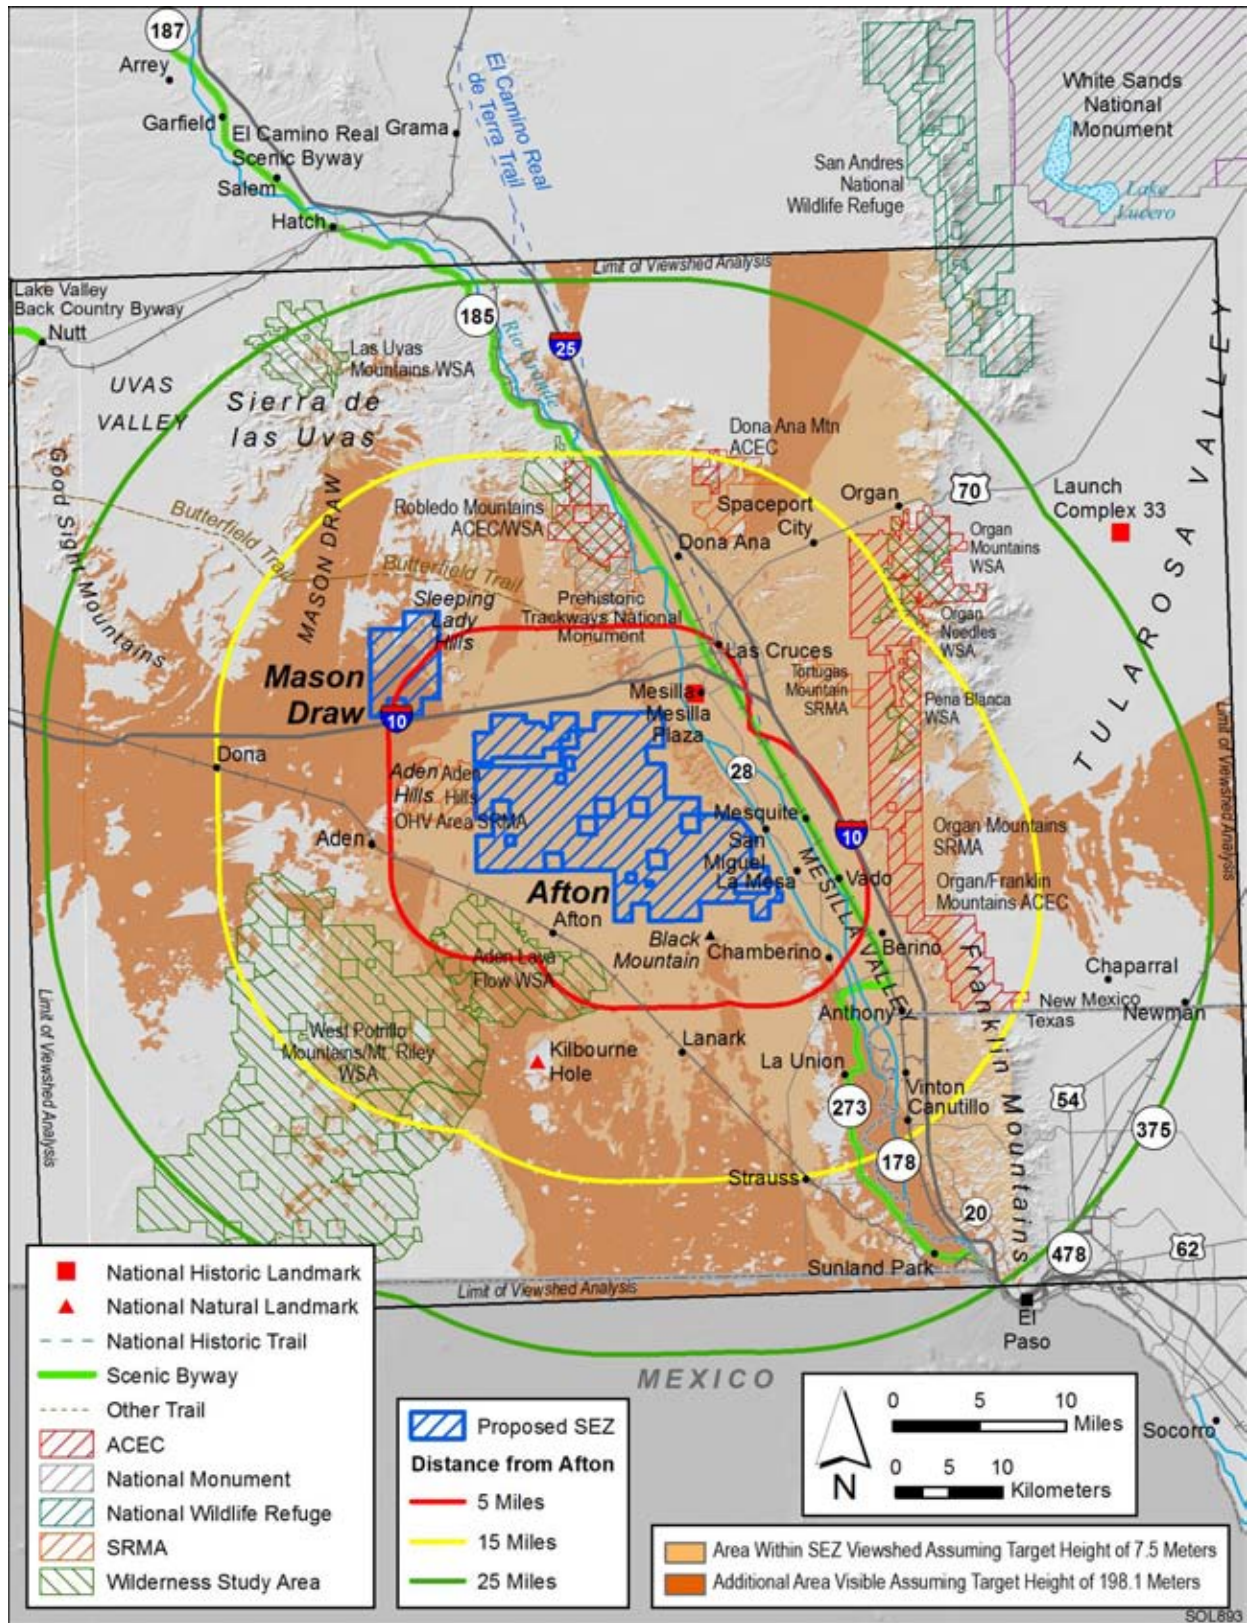 187
Arrey
Garfield
El Camino Real
Scenic Byway
Grama
Salem
Hatch
El Camino Real
de Terra Trail
White Sands
National
Monument
San Andres
National
Wildlife Refuge
Lake
Lucero
Limit of Viewshed Analysis
Lake Valley
Back Country Byway
Nutt
185
Rio Grande
25
Las Uvas
Mountains WSA
UVAS
VALLEY
Sierra de
las Uvas
Dona Ana Mtn
ACEC
Good Sight Mountains
MASON DRAW
Butterfield Trail
Robledo Mountains
ACEC/WSA
Butterfield Trail
Spaceport
City
Organ
70
Launch
Complex 33
Dona Ana
Organ
Mountains
WSA
TULAROSA VALLEY
Sleeping
Lady
Hills
Prehistoric
Trackways National
Monument
Organ
Needles
WSA
Las Cruces
Mason
Draw
10
Tortugas
Mountain
SRMA
Mesilla
Mesilla
Plaza
Pena Blanca
WSA
Limit of Viewshed Analysis
Dona
28
Aden
Hills
Aden
Hills
OHV Area SRMA
Mesquite
10
Aden
San
Miguel
La Mesa
Organ Mountains
SRMA
Vado
MESILLA VALLEY
Organ/Franklin
Mountains ACEC
Afton
Afton
Black
Mountain
Chamberino
Berino
Franklin Mountains
Aden Lava
Flow WSA
Chaparral
Limit of Viewshed Analysis
Anthony
New Mexico
Texas
Newman
West Potrillo
Mountains/Mt. Riley
WSA
Kilbourne
Hole
Lanark
La Union
Vinton
Canutillo
54
273
375
178
Strauss
20
478
62
Sunland Park
Limit of Viewshed Analysis
El
Paso
MEXICO
Socorro
National Historic Landmark
National Natural Landmark
National Historic Trail
Scenic Byway
Other Trail
ACEC
National Monument
National Wildlife Refuge
SRMA
Wilderness Study Area
Proposed SEZ
Distance from Afton
5 Miles
15 Miles
25 Miles
N
0 5 10
Miles
0 5 10
Kilometers
Area Within SEZ Viewshed Assuming Target Height of 7.5 Meters
Additional Area Visible Assuming Target Height of 198.1 Meters
SOL893